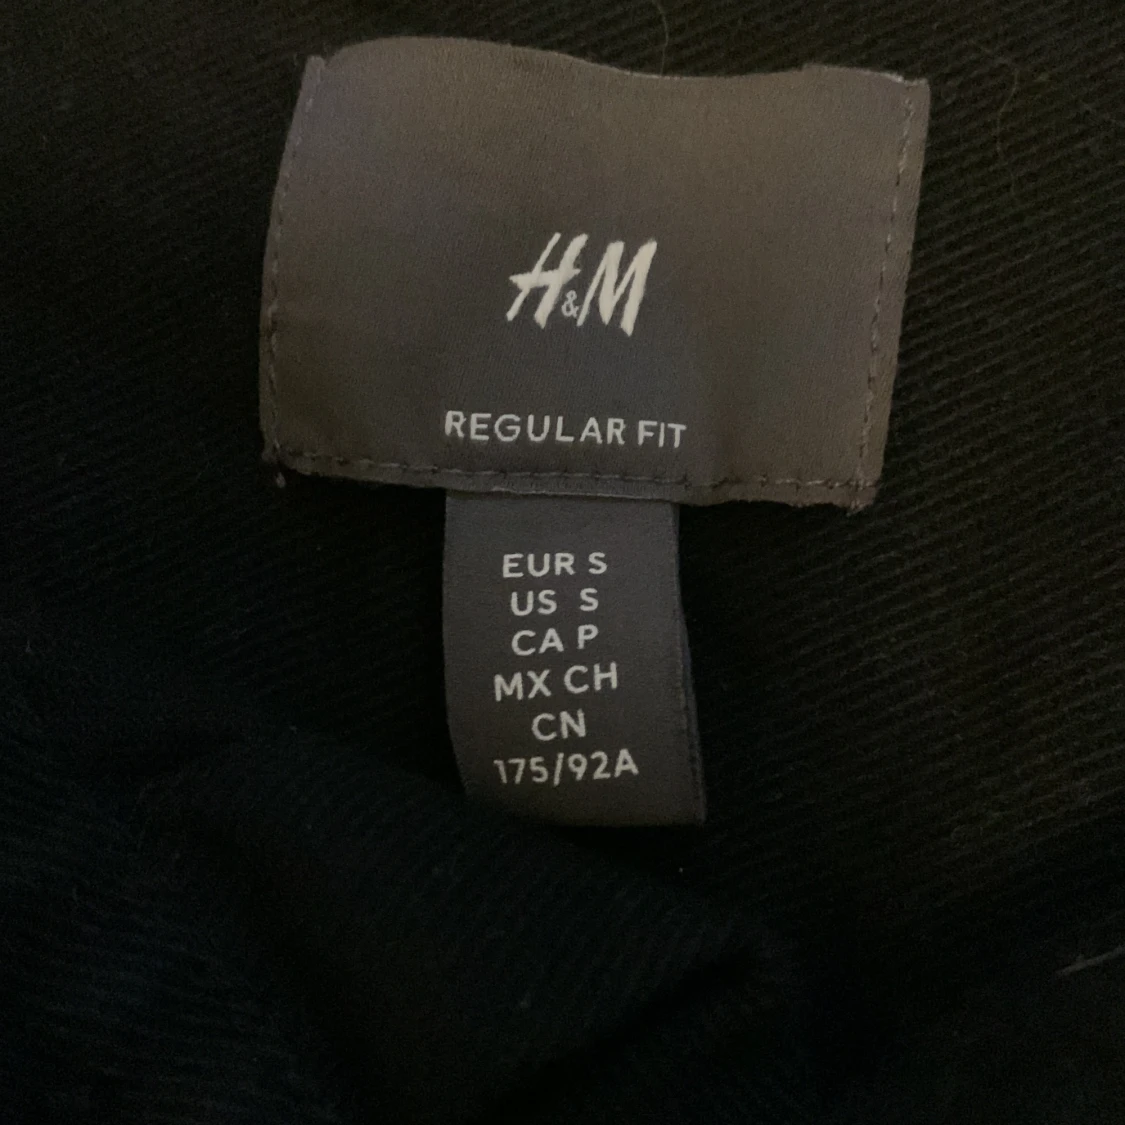 H&M
REGULAR FIT
EUR S
US S
CA P
MX CH
CN
175/92A